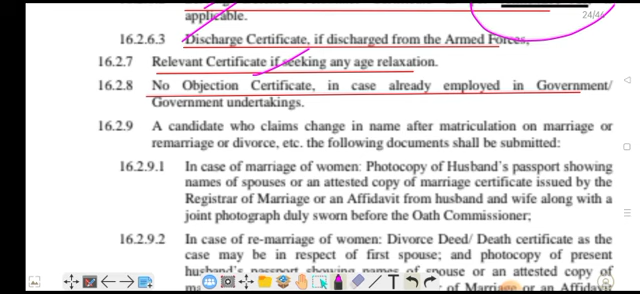 applicable.
24/44
16.2.6.3 Discharge Certificate, if discharged from the Armed Forces,
16.2.7 Relevant Certificate if seeking any age relaxation.
16.2.8 No Objection Certificate, in case already employed in Government/
Government undertakings.
16.2.9 A candidate who claims change in name after matriculation on marriage or
remarriage or divorce, etc. the following documents shall be submitted:
16.2.9.1 In case of marriage of women: Photocopy of Husband's passport showing
names of spouses or an attested copy of marriage certificate issued by the
Registrar of Marriage or an Affidavit from husband and wife along with a
joint photograph duly sworn before the Oath Commissioner;
16.2.9.2 In case of re-marriage of women: Divorce Deed/ Death certificate as the
case may be in respect of first spouse; and photocopy of present
husband's passport showing names of spouse or an attested copy of
of Marriage or an Affidavit